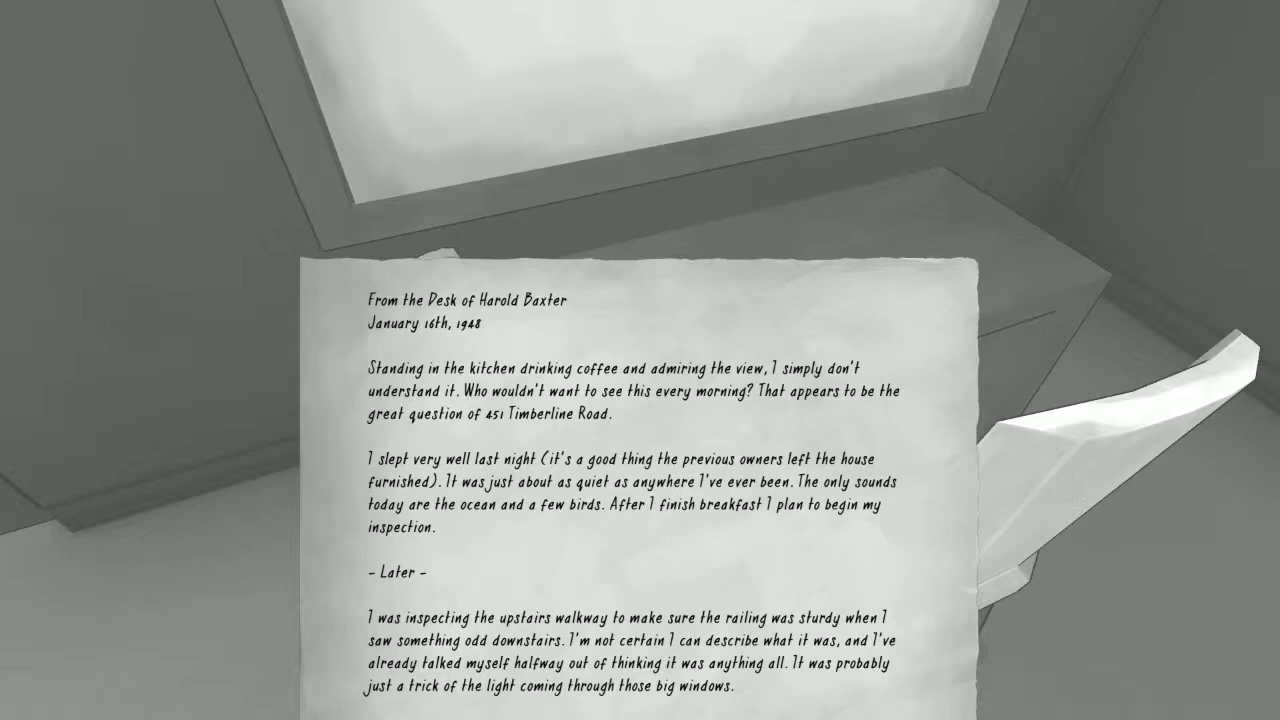 From the Desk of Harold Baxter
January 16th, 1948
Standing in the kitchen drinking coffee and admiring the view, I simply don't
understand it. Who wouldn't want to see this every morning? That appears to be the
great question of 451 Timberline Road.
I slept very well last night (it's a good thing the previous owners left the house
furnished). It was just about as quiet as anywhere I've ever been. The only sounds
today are the ocean and a few birds. After I finish breakfast I plan to begin my
inspection.
- Later -
I was inspecting the upstairs walkway to make sure the railing was sturdy when I
saw something odd downstairs. I'm not certain I can describe what it was, and I've
already talked myself halfway out of thinking it was anything all. It was probably
just a trick of the light coming through those big windows.